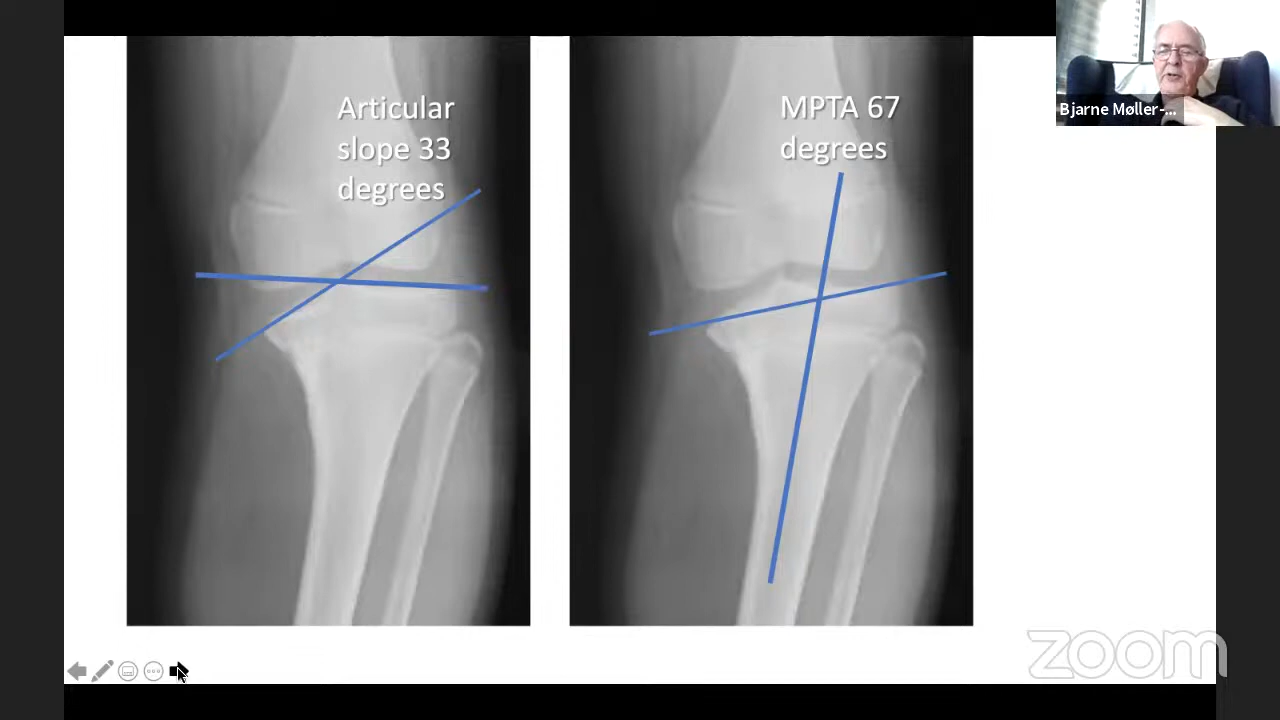 Articular
slope 33
degrees
MPTA 67
degrees
Bjarne Møller-...
zoom